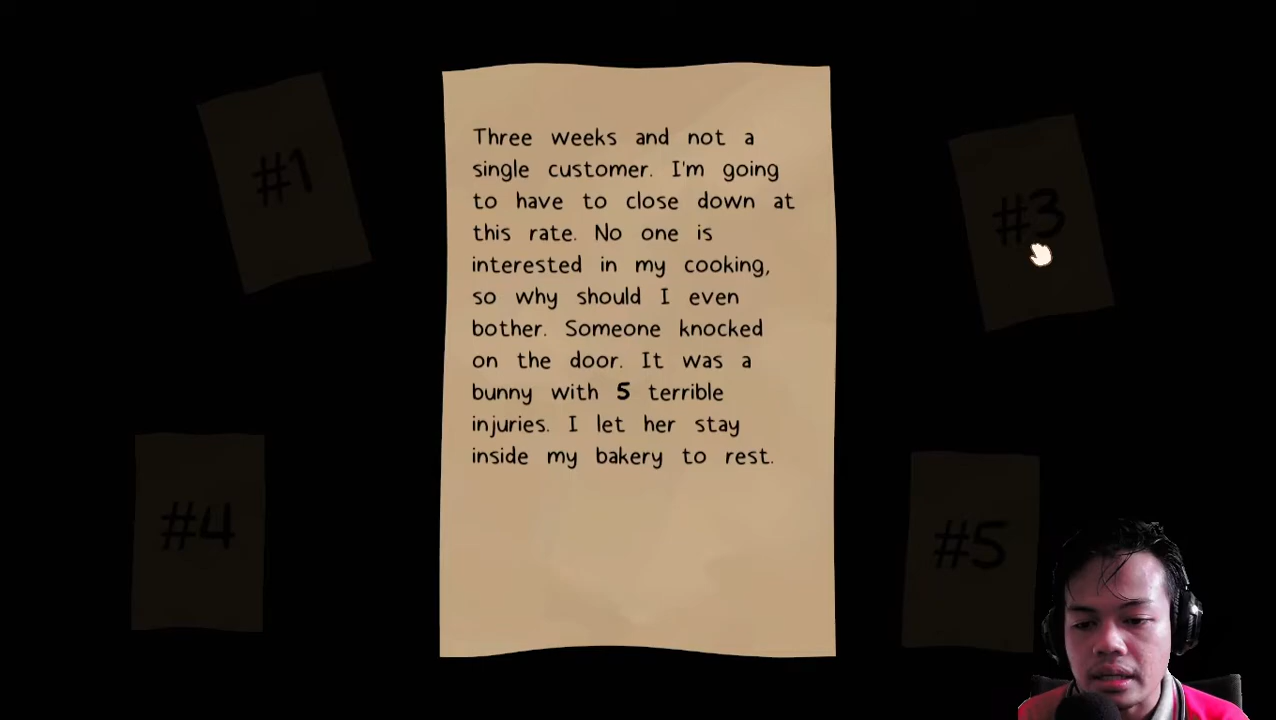 #1
Three weeks and not a
single customer. I'm going
to have to close down at
this rate. No one is
interested in my cooking,
so why should I even
bother. Someone knocked
on the door. It was a
bunny with 5 terrible
injuries. I let her stay
inside my bakery to rest.
#3
#4
#5